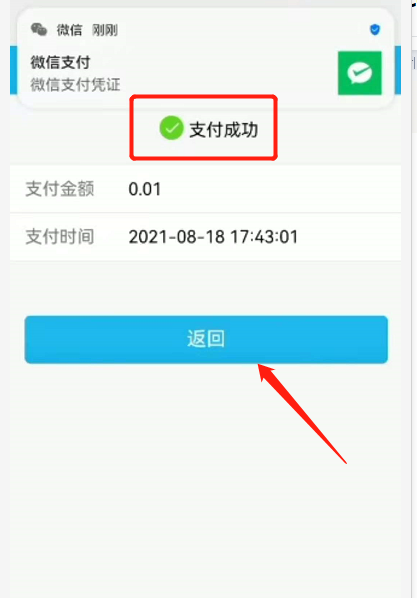 微信 刚刚
微信支付
微信支付凭证
支付成功
支付金额 0.01
支付时间 2021-08-18 17:43:01
返回